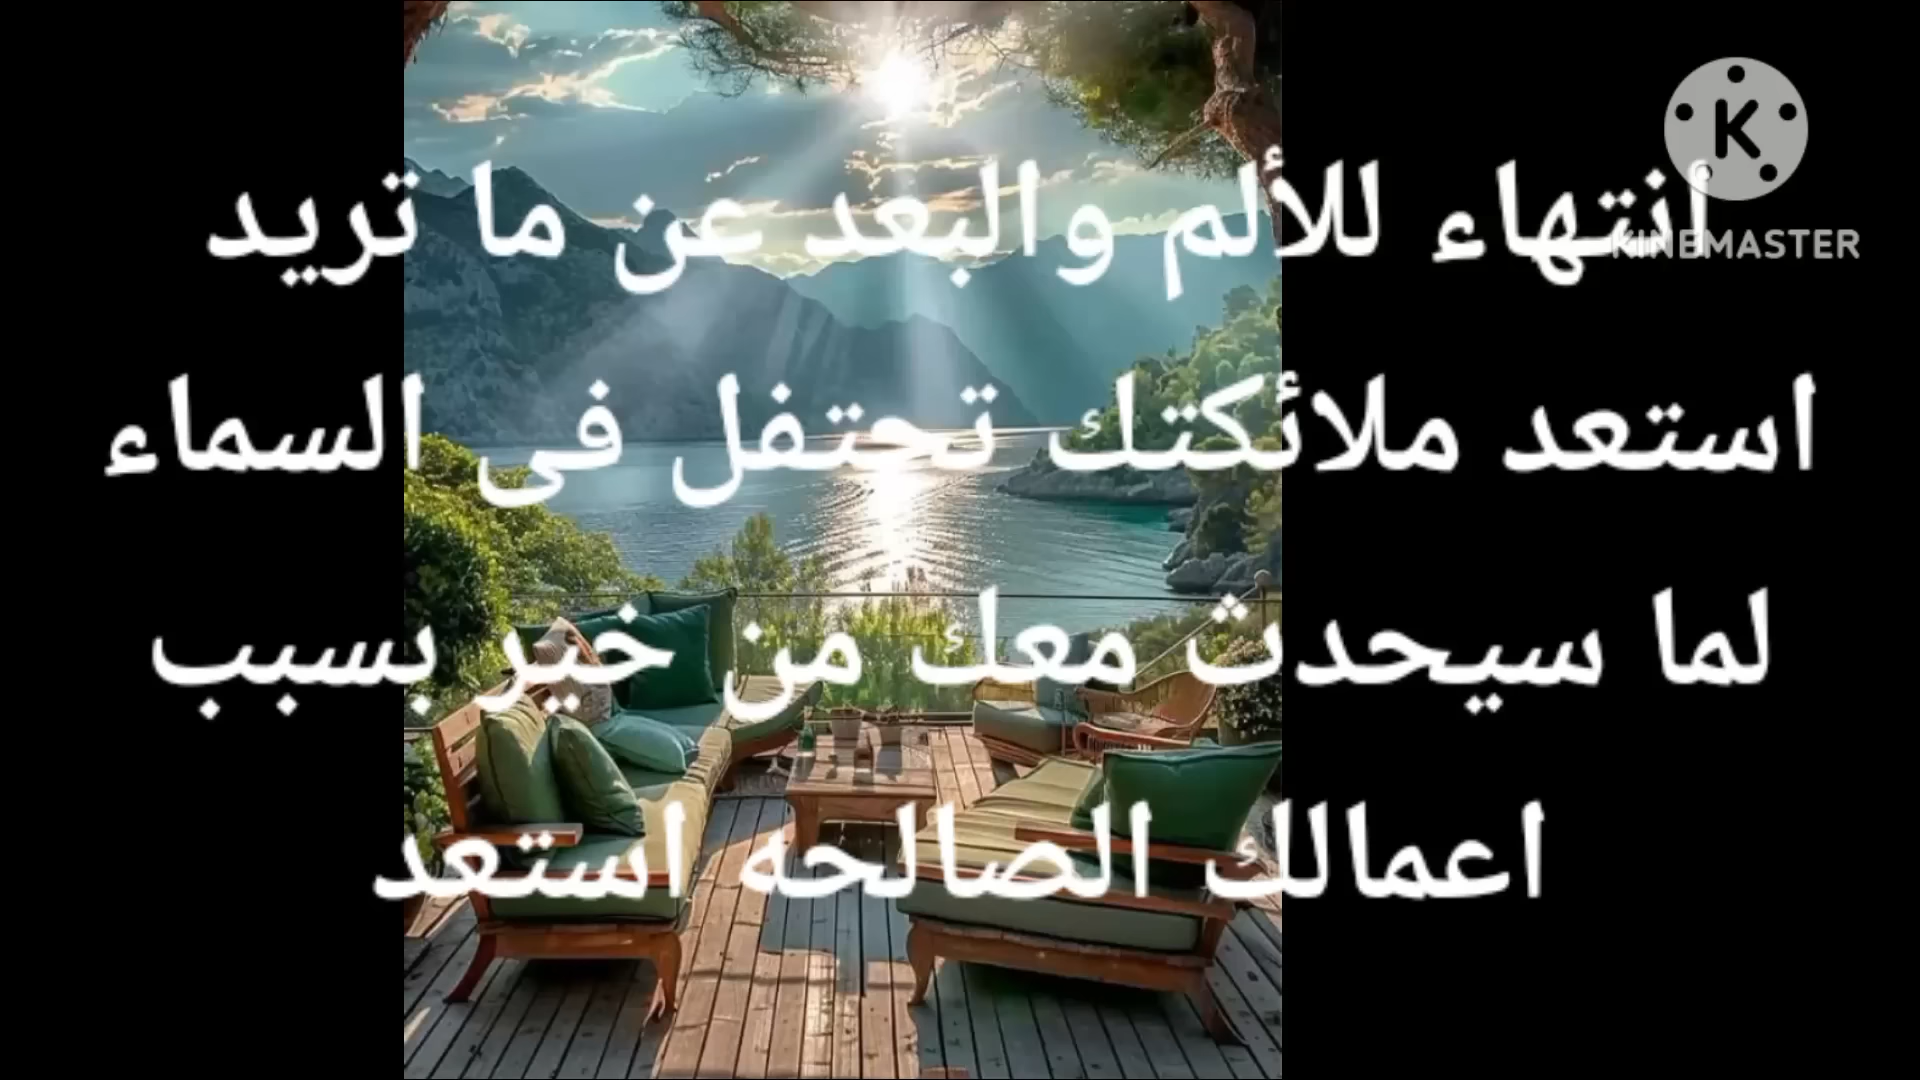 KINEMASTER
انتهاء للألم والبعد عن ما تريد
استعد ملائكتك تحتفل فى السماء
لما سيحدث معك من خير بسبب
اعمالك الصالحه استعد